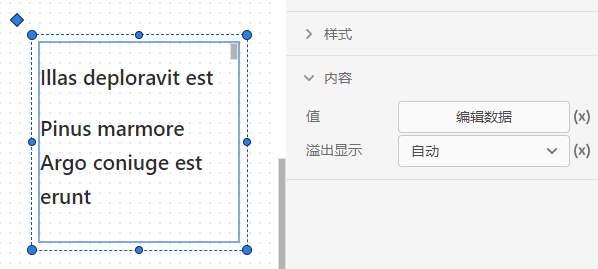 Illas deploravit est
Pinus marmore
Argo coniuge est
erunt
样式
内容
值
编辑数据
(x)
溢出显示
自动
(x)